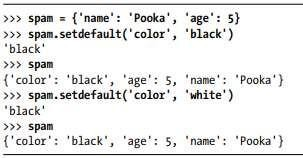 >>> spam = {'name': 'Pooka', 'age': 5}
>>> spam.setdefault('color', 'black')
'black'
>>> spam
{'color': 'black', 'age': 5, 'name': 'Pooka'}
>>> spam.setdefault('color', 'white')
'black'
>>> spam
{'color': 'black', 'age': 5, 'name': 'Pooka'}